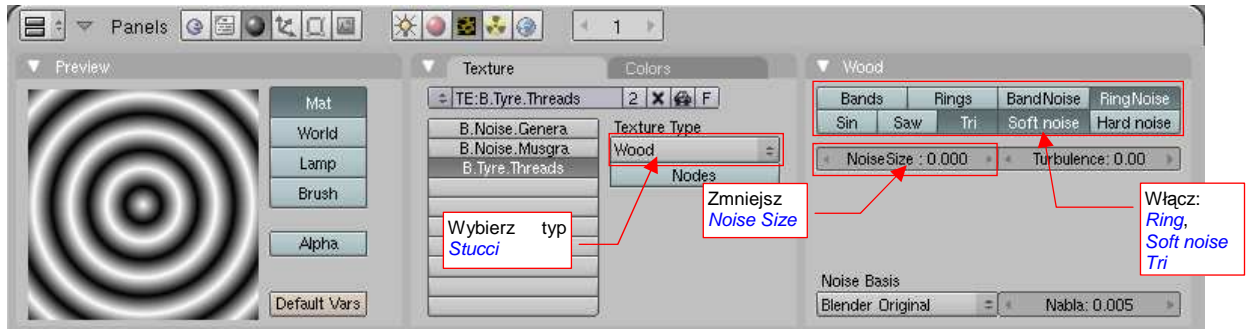 Panels
1
Preview
Mat
World
Lamp
Brush
Alpha
Default Vars
Texture
Colors
TE:B.Tyre.Threads
2
F
B.Noise.Genera
B.Noise.Musgra
B.Tyre.Threads
Texture Type
Wood
Nodes
Wybierz typ
Stucci
Zmniejsz
Noise Size
Wood
Bands
Rings
BandNoise
RingNoise
Sin
Saw
Tri
Soft noise
Hard noise
NoiseSize : 0.000
Turbulence: 0.00
Włącz:
Ring,
Soft noise
Tri
Noise Basis
Blender Original
Nabla: 0.005